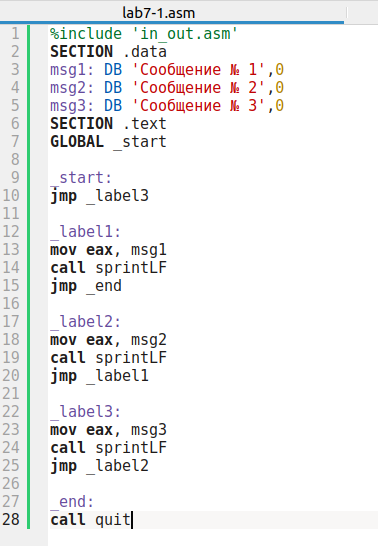 lab7-1.asm
1 %include 'in_out.asm'
2 SECTION .data
3 msg1: DB 'Сообщение № 1',0
4 msg2: DB 'Сообщение № 2',0
5 msg3: DB 'Сообщение № 3',0
6 SECTION .text
7 GLOBAL _start
8
9 _start:
10 jmp _label3
11
12 _label1:
13 mov eax, msg1
14 call sprintLF
15 jmp _end
16
17 _label2:
18 mov eax, msg2
19 call sprintLF
20 jmp _label1
21
22 _label3:
23 mov eax, msg3
24 call sprintLF
25 jmp _label2
26
27 _end:
28 call quit